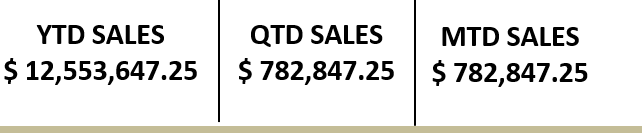 YTD SALES
$ 12,553,647.25
QTD SALES
$ 782,847.25
MTD SALES
$ 782,847.25